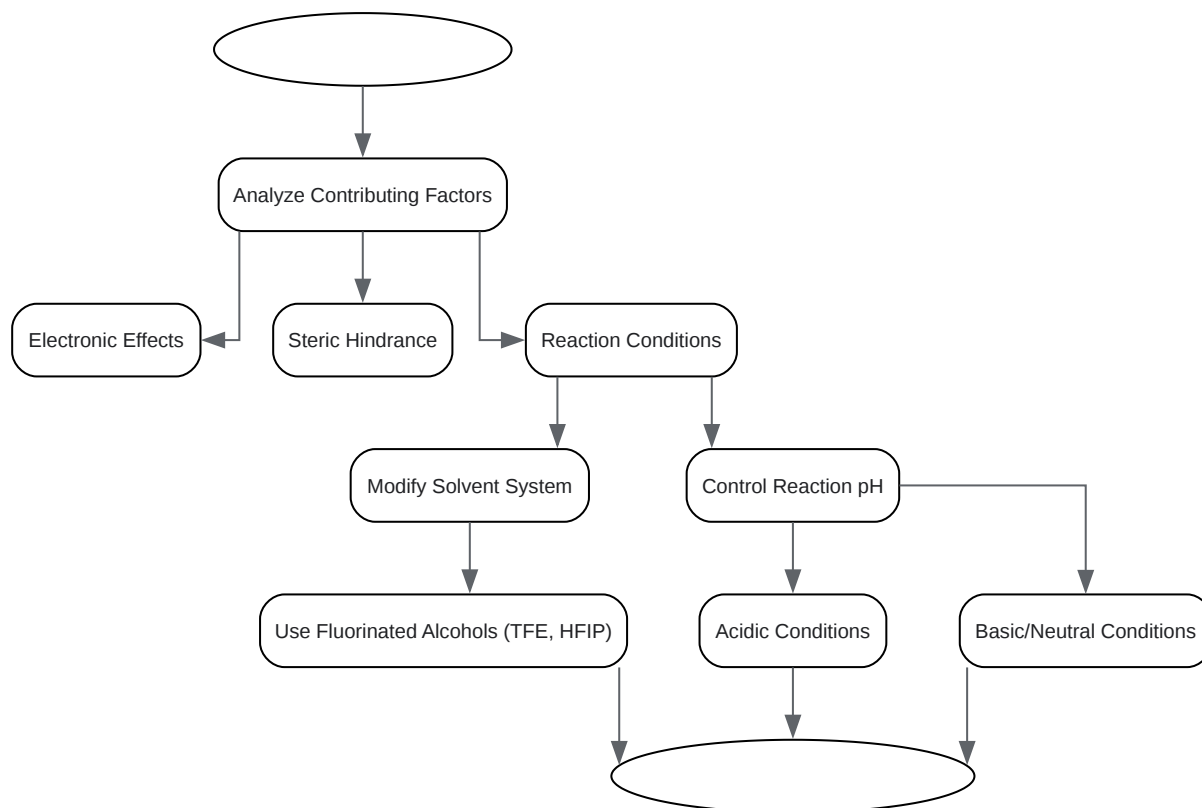 Analyze Contributing Factors
Electronic Effects
Steric Hindrance
Reaction Conditions
Modify Solvent System
Control Reaction pH
Use Fluorinated Alcohols (TFE, HFIP)
Acidic Conditions
Basic/Neutral Conditions